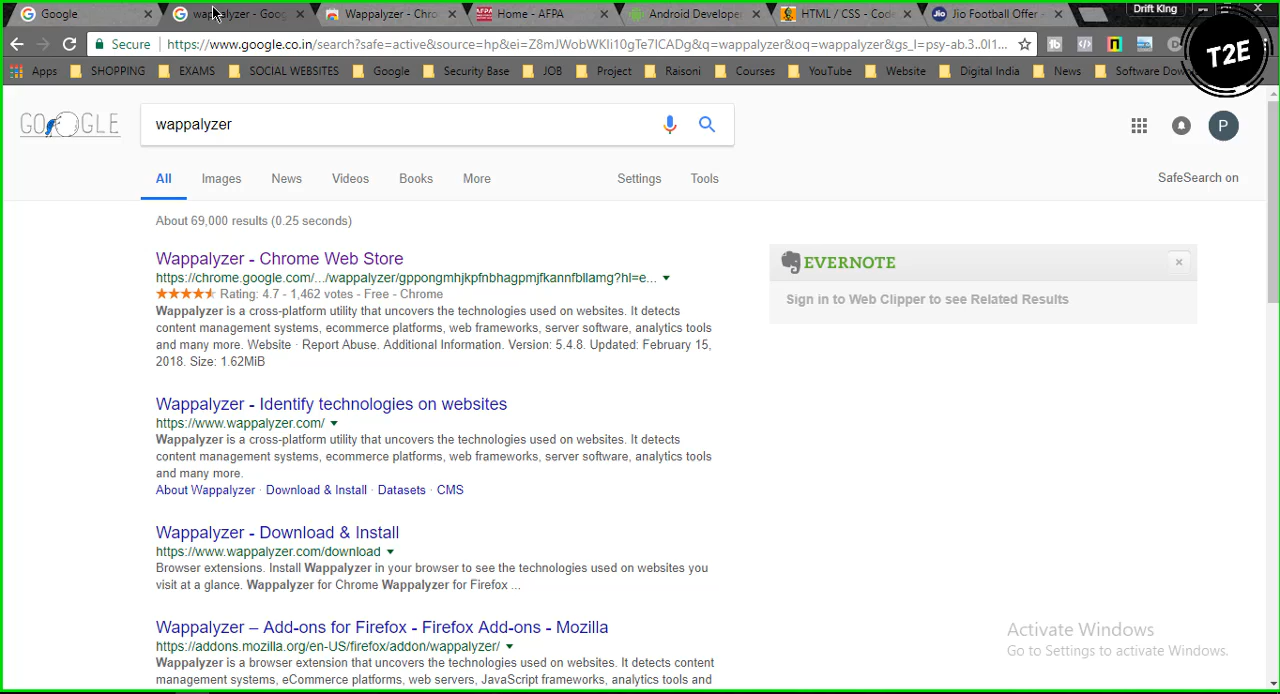 Google
wappalyzer - Goog
Wappalyzer - Chro
Home - AFPA
Android Develope
HTML / CSS - Code
Jio Football Offer -
Drift King
Secure
https://www.google.co.in/search?safe=active&source=hp&ei=Z8mJWobWKIi10gTe7ICADg&q=wappalyzer&oq=wappalyzer&gs_l=psy-ab.3..0l1...
T2E
Apps SHOPPING EXAMS SOCIAL WEBSITES Google Security Base JOB Project Raisoni Courses YouTube Website Digital India News Software Dow
GOOGLE
wappalyzer
P
All Images News Videos Books More Settings Tools SafeSearch on
About 69,000 results (0.25 seconds)
Wappalyzer - Chrome Web Store
https://chrome.google.com/.../wappalyzer/gppongmhjkpfnbhagpmjfkannfbllamg?hl=e...
Rating: 4.7 - 1,462 votes - Free - Chrome
Wappalyzer is a cross-platform utility that uncovers the technologies used on websites. It detects
content management systems, ecommerce platforms, web frameworks, server software, analytics tools
and many more. Website · Report Abuse. Additional Information. Version: 5.4.8. Updated: February 15,
2018. Size: 1.62MiB
EVERNOTE
Sign in to Web Clipper to see Related Results
Wappalyzer - Identify technologies on websites
https://www.wappalyzer.com/
Wappalyzer is a cross-platform utility that uncovers the technologies used on websites. It detects
content management systems, ecommerce platforms, web frameworks, server software, analytics tools
and many more.
About Wappalyzer · Download & Install · Datasets · CMS
Wappalyzer - Download & Install
https://www.wappalyzer.com/download
Browser extensions. Install Wappalyzer in your browser to see the technologies used on websites you
visit at a glance. Wappalyzer for Chrome Wappalyzer for Firefox ...
Wappalyzer – Add-ons for Firefox - Firefox Add-ons - Mozilla
https://addons.mozilla.org/en-US/firefox/addon/wappalyzer/
Wappalyzer is a browser extension that uncovers the technologies used on websites. It detects content
management systems, eCommerce platforms, web servers, JavaScript frameworks, analytics tools and
Activate Windows
Go to Settings to activate Windows.